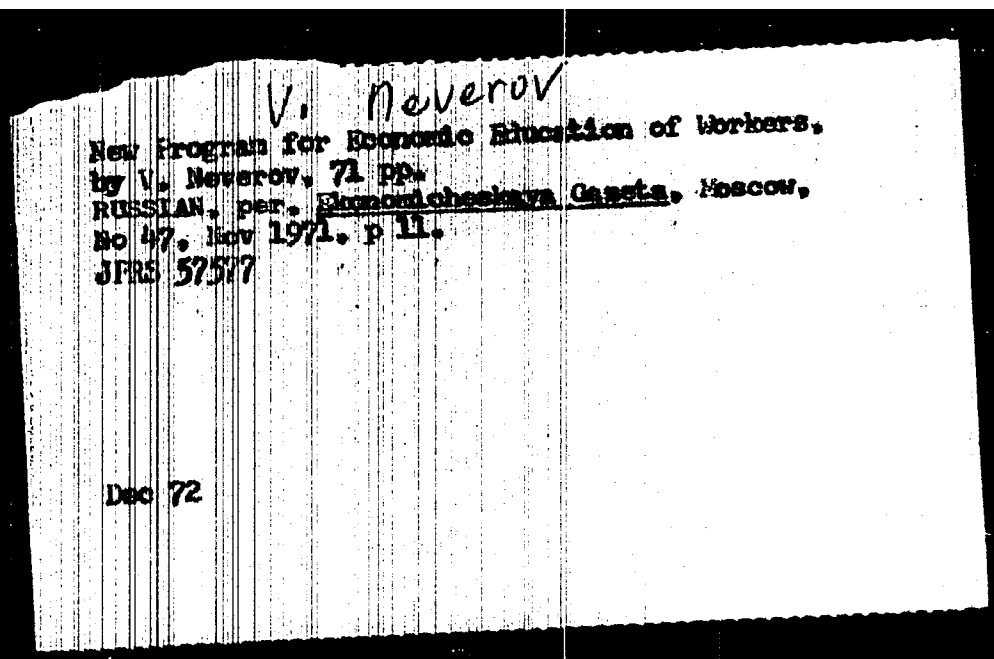 V. Neverov
New Program for Economic Education of Workers,
by V. Neverov, 71 pp.
RUSSIAN, per, Ekonomicheskaya Gazeta, Moscow,
No 47, Nov 1971, p 11.
JPRS 57577
Dec 72